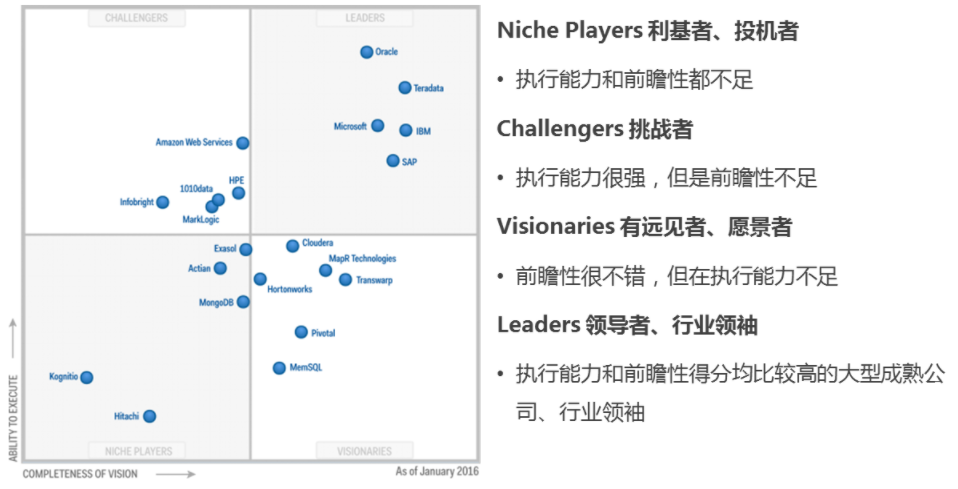 CHALLENGERS
LEADERS
Oracle
Teradata
Microsoft
IBM
SAP
Amazon Web Services
HPE
1010data
Infobright
MarkLogic
Exasol
Cloudera
MapR Technologies
Actian
Transwarp
Hortonworks
MongoDB
Pivotal
MemSQL
Kognitio
Hitachi
NICHE PLAYERS
VISIONARIES
ABILITY TO EXECUTE
COMPLETENESS OF VISION
As of January 2016
Niche Players 利基者、投机者
• 执行能力和前瞻性都不足
Challengers 挑战者
• 执行能力很强，但是前瞻性不足
Visionaries 有远见者、愿景者
• 前瞻性很不错，但在执行能力不足
Leaders 领导者、行业领袖
• 执行能力和前瞻性得分均比较高的大型成熟公
司、行业领袖